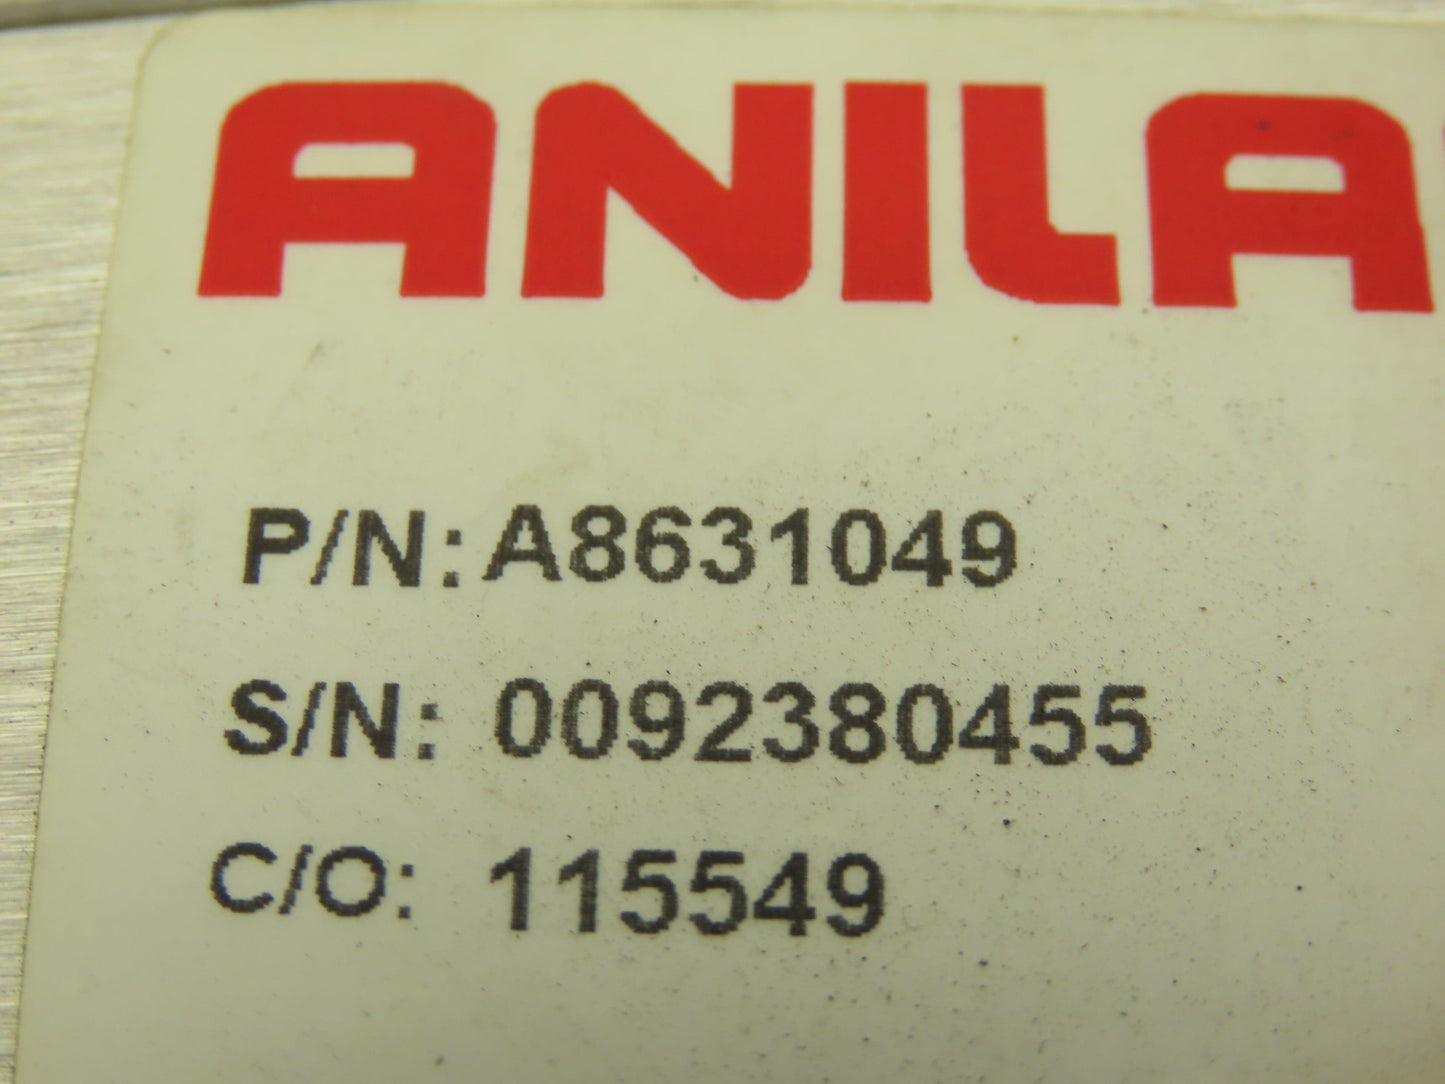 ANILA
P/N: A8631049
S/N: 0092380455
C/O: 115549